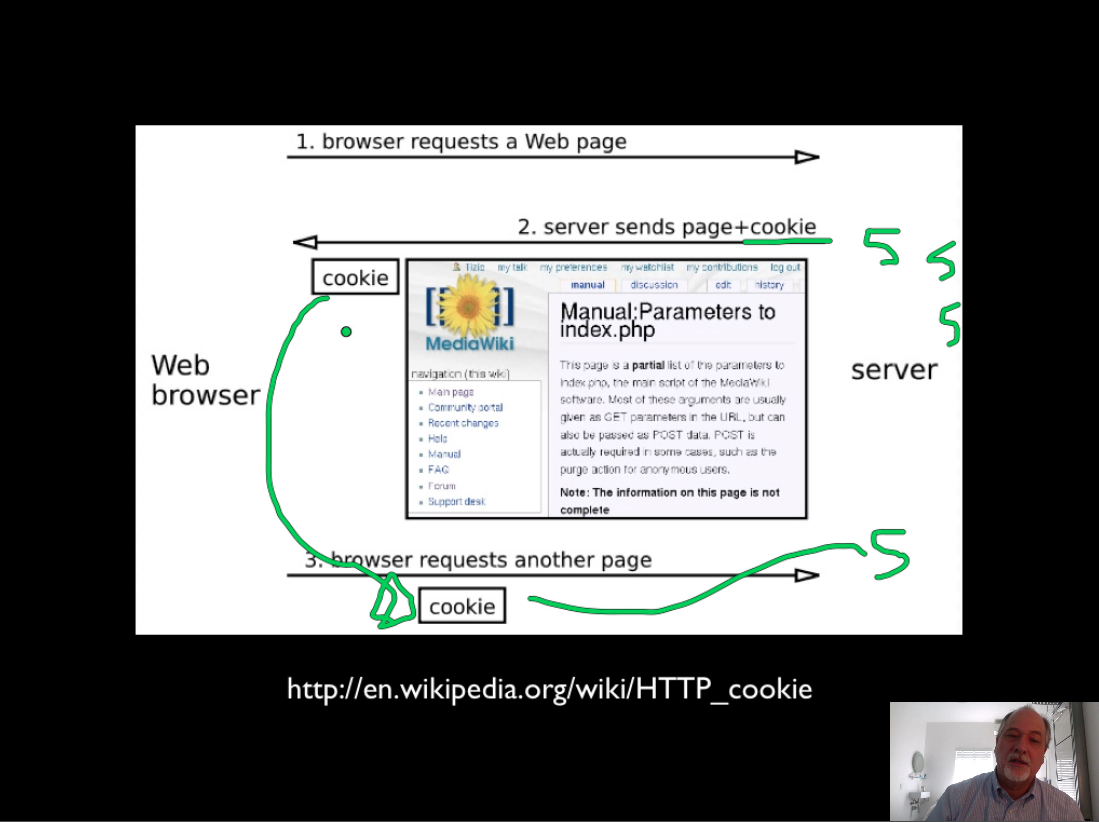 1. browser requests a Web page
2. server sends page+cookie
5
5
5
cookie
Tizio my talk my preferences my watchlist my contributions log out
manual discussion edit history
MediaWiki
Manual:Parameters to
index.php
This page is a partial list of the parameters to
index.php, the main script of the MediaWiki
software. Most of these arguments are usually
given as GET parameters in the URL, but can
also be passed as POST data. POST is
actually required in some cases, such as the
purge action for anonymous users.
Note: The information on this page is not
complete
navigation (this wiki)
Main page
Community portal
Recent changes
Help
Manual
FAQ
Forum
Support desk
Web
browser
server
3. browser requests another page
5
cookie
http://en.wikipedia.org/wiki/HTTP_cookie